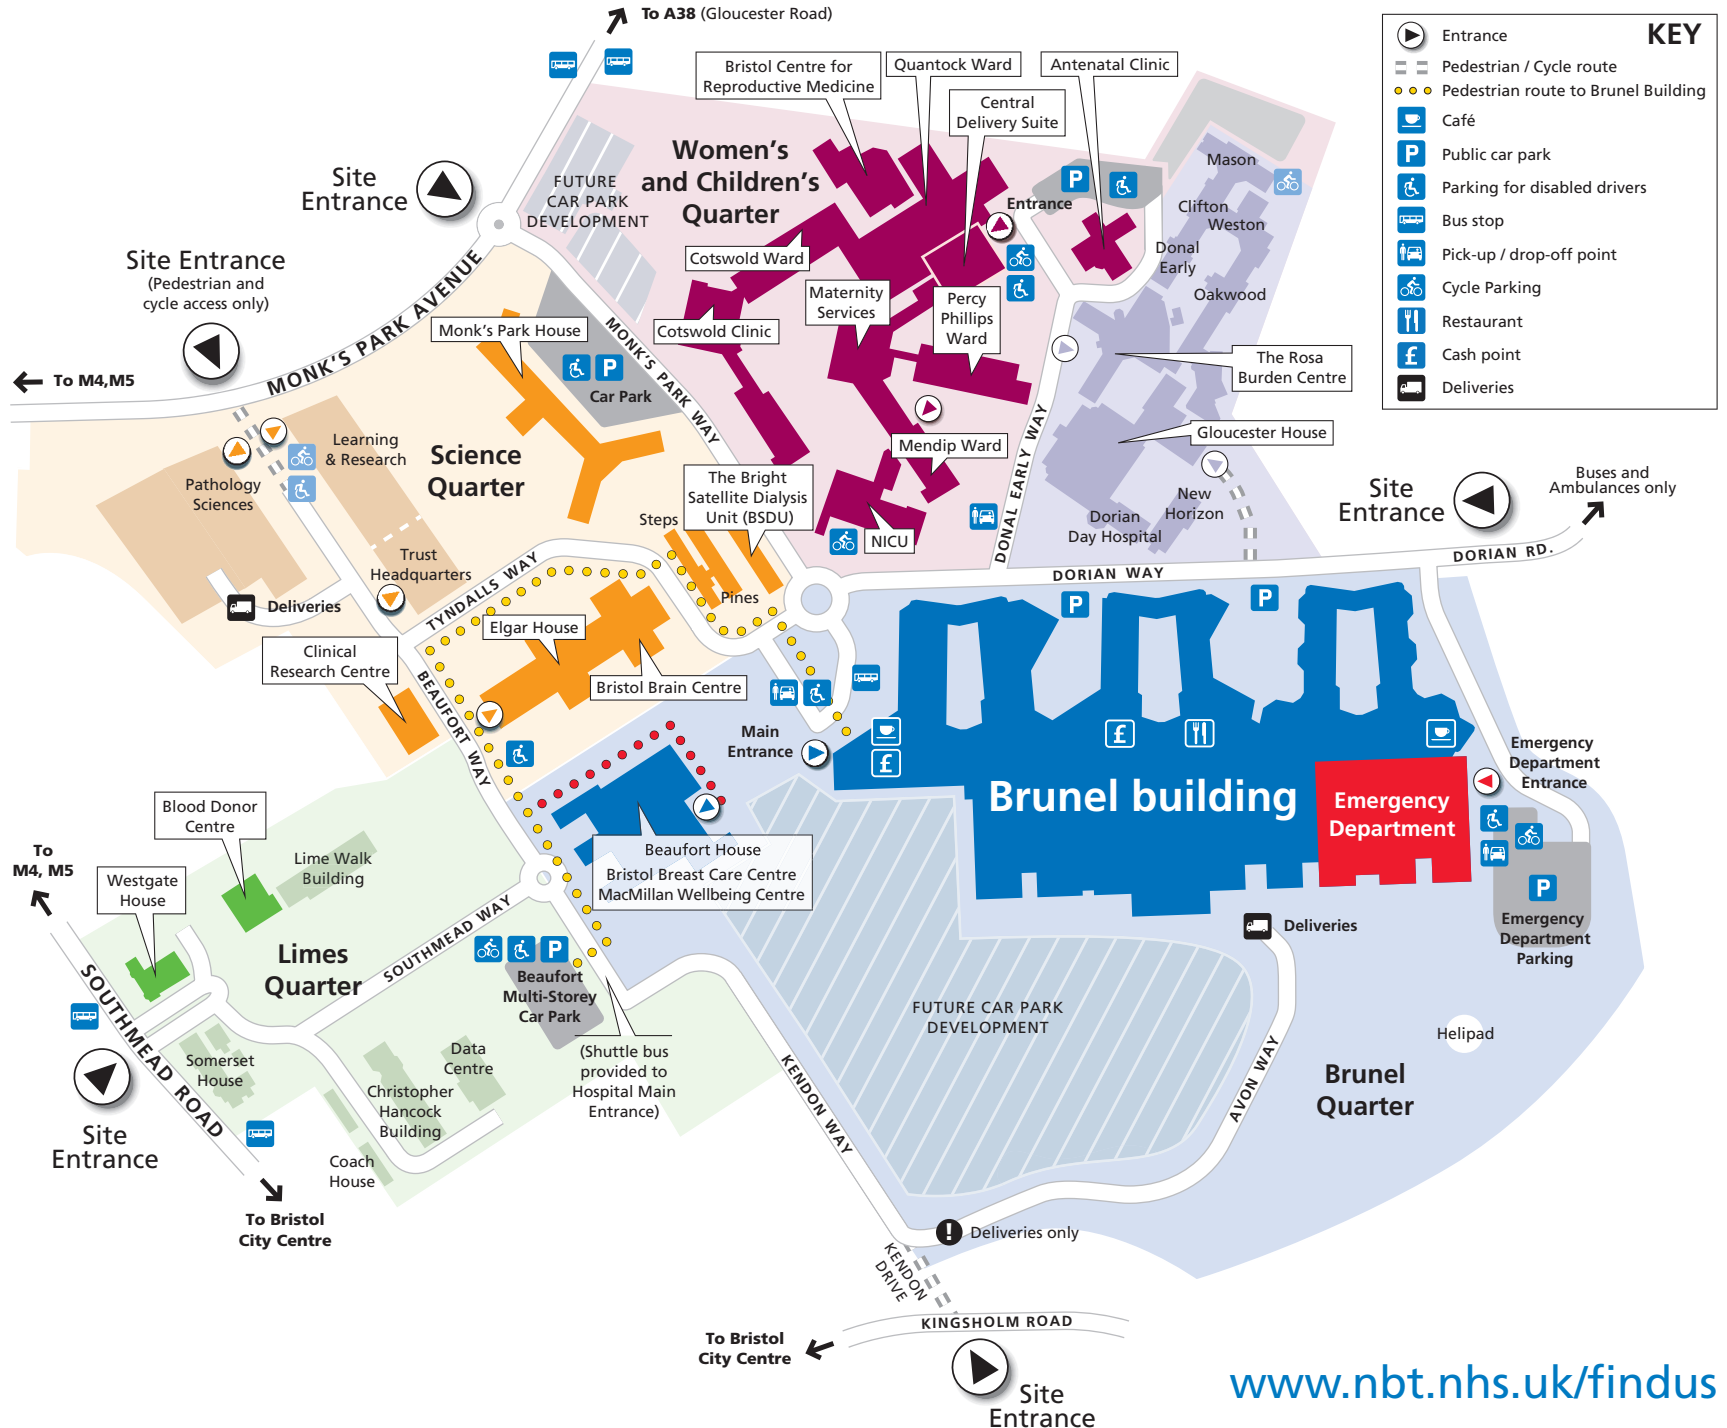 To A38 (Gloucester Road)
KEY
Entrance
Pedestrian / Cycle route
Pedestrian route to Brunel Building
Café
P
Public car park
Parking for disabled drivers
Bus stop
Pick-up / drop-off point
Cycle Parking
Restaurant
£
Cash point
Deliveries
Bristol Centre for
Reproductive Medicine
Quantock Ward
Antenatal Clinic
Central
Delivery Suite
Women's
and Children's
Quarter
Site
Entrance
FUTURE
CAR PARK
DEVELOPMENT
Mason
P
Entrance
Clifton
Weston
Donal
Early
Oakwood
Site Entrance
(Pedestrian and
cycle access only)
MONK'S PARK AVENUE
Cotswold Ward
Maternity
Services
Percy
Phillips
Ward
Cotswold Clinic
Monk's Park House
MONK'S PARK WAY
P
Car Park
The Rosa
Burden Centre
To M4,M5
Gloucester House
Mendip Ward
DONAL EARLY WAY
Learning
& Research
Science
Quarter
Pathology
Sciences
The Bright
Satellite Dialysis
Unit (BSDU)
Steps
NICU
New
Horizon
Dorian
Day Hospital
Site
Entrance
Buses and
Ambulances only
DORIAN RD.
DORIAN WAY
Trust
Headquarters
TYNDALLS WAY
Deliveries
Pines
P
P
Elgar House
Clinical
Research Centre
Bristol Brain Centre
BEAUFORT WAY
Main
Entrance
£
£
Brunel building
Emergency
Department
Emergency
Department
Entrance
P
Emergency
Department
Parking
Blood Donor
Centre
Lime Walk
Building
To
M4, M5
Westgate
House
Beaufort House
Bristol Breast Care Centre
MacMillan Wellbeing Centre
Deliveries
Limes
Quarter
SOUTHMEAD WAY
P
Beaufort
Multi-Storey
Car Park
SOUTHMEAD ROAD
FUTURE CAR PARK
DEVELOPMENT
Helipad
Somerset
House
Data
Centre
Christopher
Hancock
Building
(Shuttle bus
provided to
Hospital Main
Entrance)
KENDON WAY
AVON WAY
Brunel
Quarter
Site
Entrance
Coach
House
To Bristol
City Centre
!
Deliveries only
KENDON
DRIVE
KINGSHOLM ROAD
To Bristol
City Centre
Site
Entrance
www.nbt.nhs.uk/findus